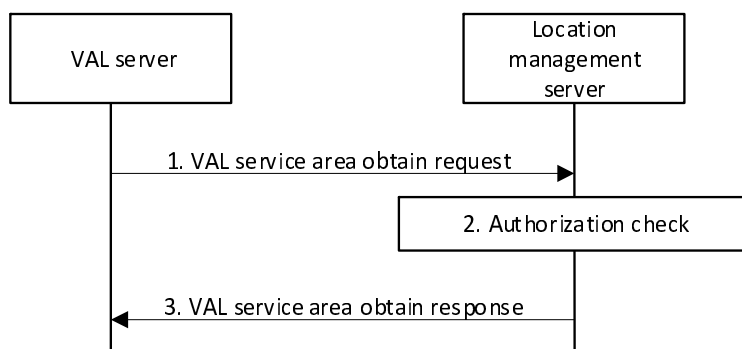 VAL server
Location
management
server
1. VAL service area obtain request
2. Authorization check
3. VAL service area obtain response